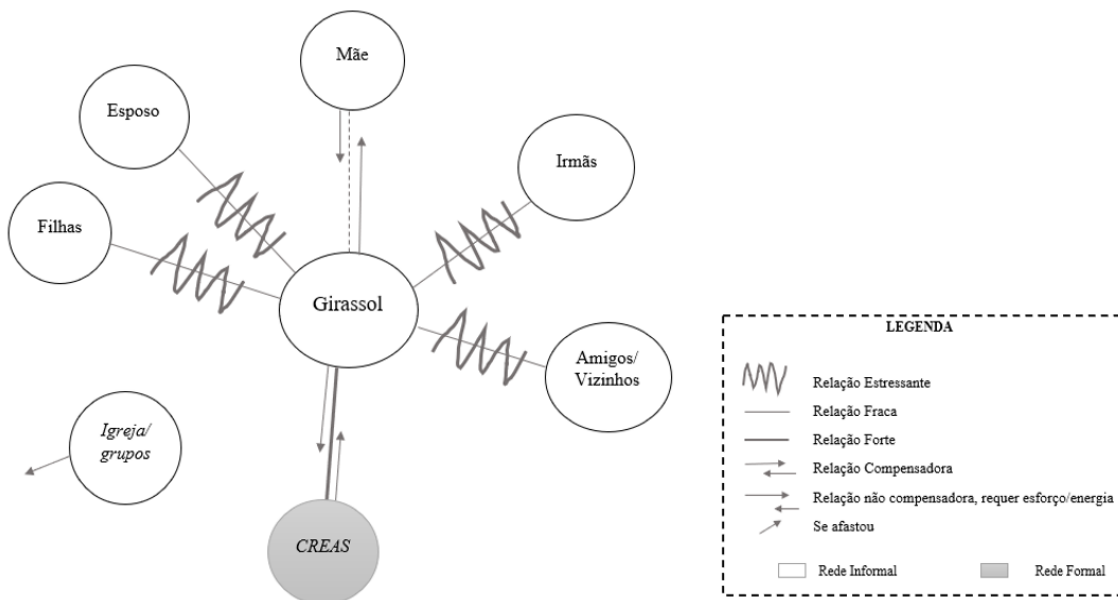 Mãe
Esposo
Irmãs
Filhas
Girassol
Amigos/
Vizinhos
Igreja/
grupos
CREAS
LEGENDA
Relação Estressante
Relação Fraca
Relação Forte
Relação Compensadora
Relação não compensadora, requer esforço/energia
Se afastou
Rede Informal
Rede Formal